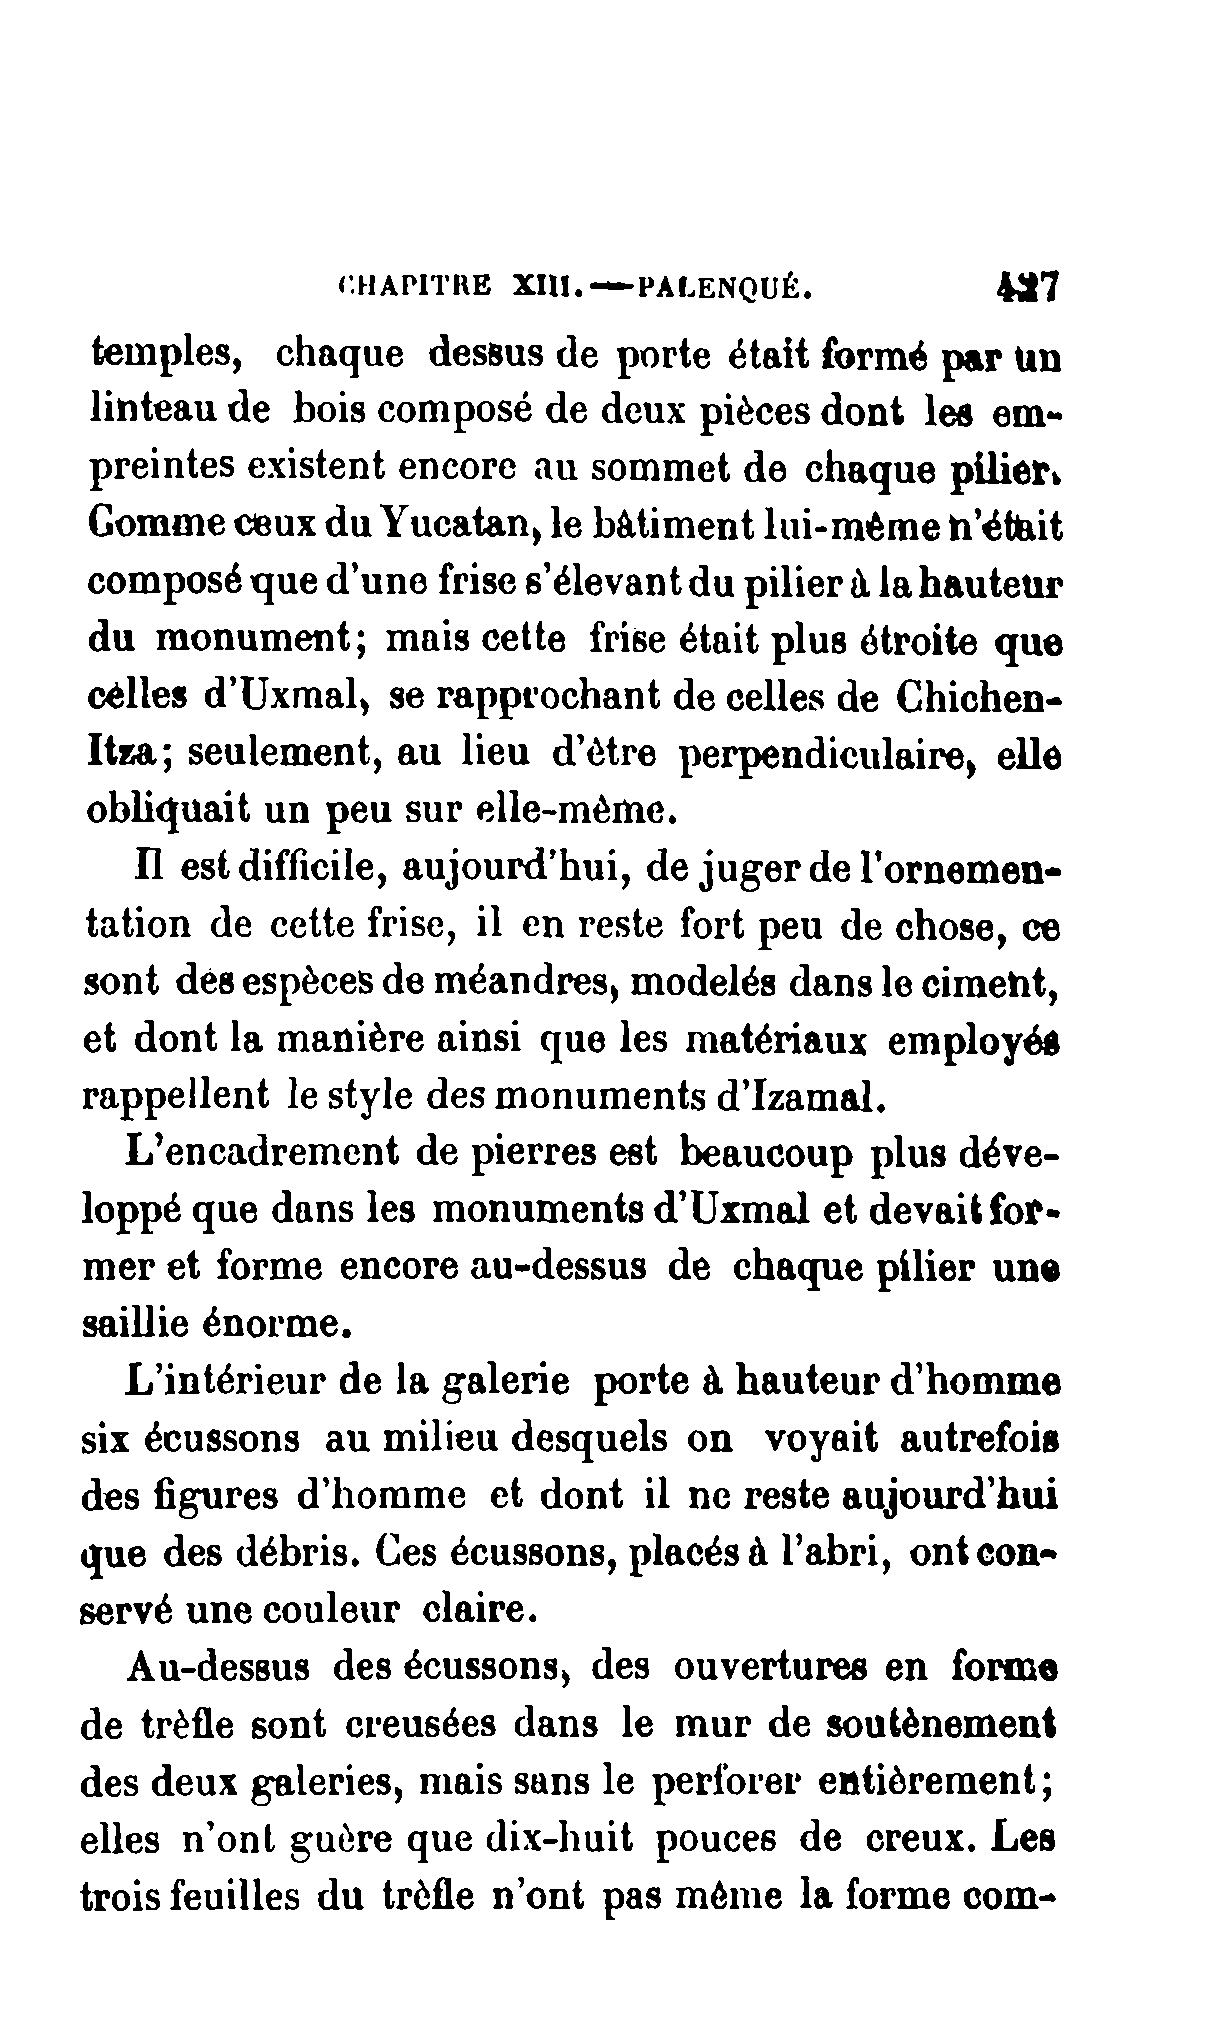 CHAPITRE XIII. — PALENQUÉ. 427
temples, chaque dessus de porte était formé par un
linteau de bois composé de deux pièces dont les em-
preintes existent encore au sommet de chaque pilier.
Comme ceux du Yucatan, le bâtiment lui-même n'était
composé que d'une frise s'élevant du pilier à la hauteur
du monument; mais cette frise était plus étroite que
celles d'Uxmal, se rapprochant de celles de Chichen-
Itza; seulement, au lieu d'être perpendiculaire, elle
obliquait un peu sur elle-même.
Il est difficile, aujourd'hui, de juger de l'ornemen-
tation de cette frise, il en reste fort peu de chose, ce
sont des espèces de méandres, modelés dans le ciment,
et dont la manière ainsi que les matériaux employés
rappellent le style des monuments d'Izamal.
L'encadrement de pierres est beaucoup plus déve-
loppé que dans les monuments d'Uxmal et devait for-
mer et forme encore au-dessus de chaque pilier une
saillie énorme.
L'intérieur de la galerie porte à hauteur d'homme
six écussons au milieu desquels on voyait autrefois
des figures d'homme et dont il ne reste aujourd'hui
que des débris. Ces écussons, placés à l'abri, ont con-
servé une couleur claire.
Au-dessus des écussons, des ouvertures en forme
de trèfle sont creusées dans le mur de soutènement
des deux galeries, mais sans le perforer entièrement;
elles n'ont guère que dix-huit pouces de creux. Les
trois feuilles du trèfle n'ont pas même la forme com-